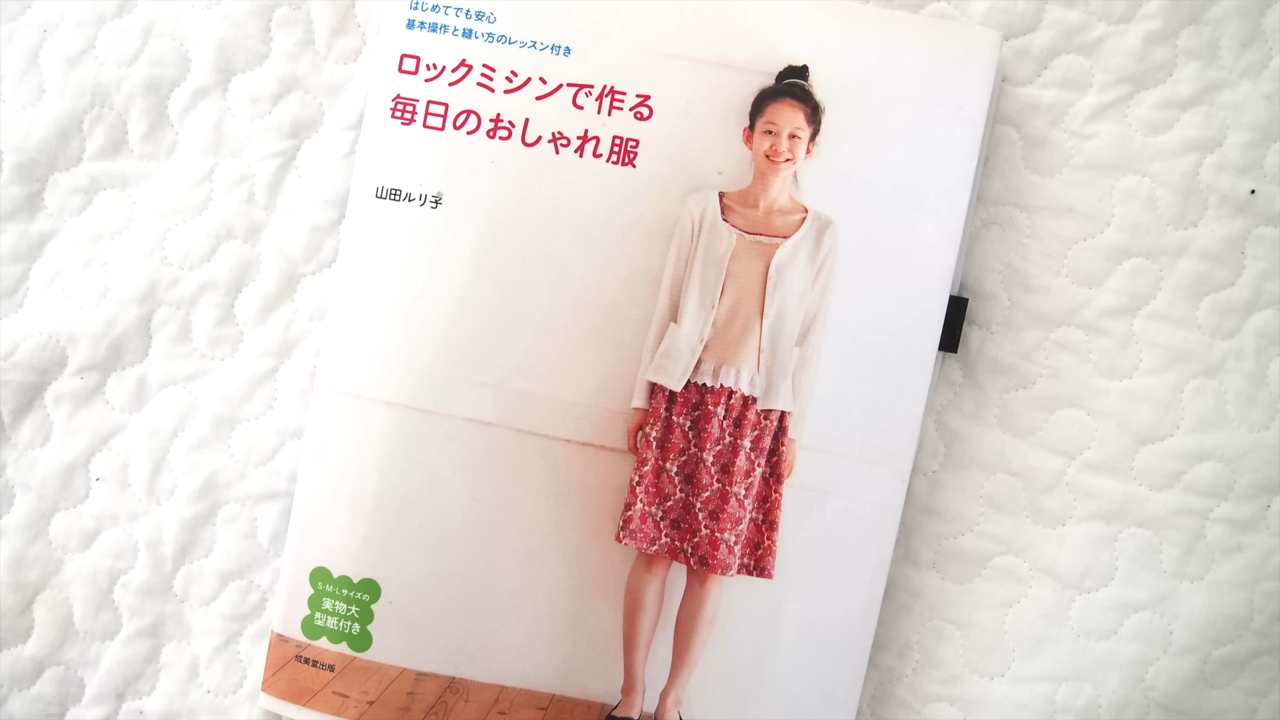 はじめてでも安心
基本操作と縫い方のレッスン付き
ロックミシンで作る
毎日のおしゃれ服
山田ルリ子
S・M・Lサイズの
実物大
型紙付き
成美堂出版